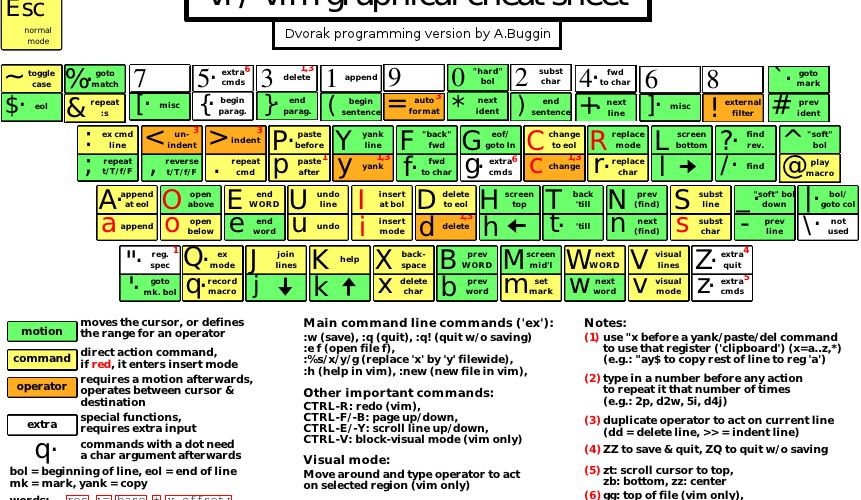 Esc
normal
mode
vi / vim graphical cheat sheet
Dvorak programming version by A.Buggin
~ toggle case
%· goto match
7
5· extra⁶ cmds
3 delete 1,3
1 append
9
0 "hard" bol
2 subst char
4· fwd to char
6
8
`· goto mark
$· eol
& repeat :s
[· misc
{· begin parag.
}· end parag.
( begin sentence
= auto format 3
* next ident
) end sentence
+ next line
]· misc
! external filter 3
# prev ident
: ex cmd line
< un-indent 3
> indent 3
P· paste before
Y yank line
F· "back" fwd
G· eof/ goto ln
C change to eol
R replace mode
L screen bottom
?· find rev.
^ "soft" bol
; repeat t/T/f/F
, reverse t/T/f/F
. repeat cmd
p paste after 1
y yank 1,3
f· fwd to char
g· extra⁶ cmds
c change 1,3
r· replace char
l →
/· find
@ play macro
A· append at eol
O open above
E end WORD
U undo line
I insert at bol
D delete to eol
H screen top
T back 'till
N prev (find)
S subst line
_ "soft" bol down
|· bol/ goto col
a append
o open below
e end word
u undo
i insert mode
d delete 1,3
h ←
t· 'till
n next (find)
s subst char
- prev line
\· not used
"· reg. spec 1
Q· ex mode
J join lines
K help
X back-space
B prev WORD
M screen mid'l
W next WORD
V visual lines
Z· extra⁴ quit
'· goto mk. bol
q· record macro
j ↓
k ↑
x delete char
b prev word
m set mark
w next word
v visual mode
z· extra⁵ cmds
motion
moves the cursor, or defines
the range for an operator
command
direct action command,
if red, it enters insert mode
operator
requires a motion afterwards,
operates between cursor &
destination
extra
special functions,
requires extra input
q·
commands with a dot need
a char argument afterwards
bol = beginning of line, eol = end of line
mk = mark, yank = copy
words:
Main command line commands ('ex'):
:w (save), :q (quit), :q! (quit w/o saving)
:e f (open file f),
:%s/x/y/g (replace 'x' by 'y' filewide),
:h (help in vim), :new (new file in vim),
Other important commands:
CTRL-R: redo (vim),
CTRL-F/-B: page up/down,
CTRL-E/-Y: scroll line up/down,
CTRL-V: block-visual mode (vim only)
Visual mode:
Move around and type operator to act
on selected region (vim only)
Notes:
(1) use "x before a yank/paste/del command
to use that register ('clipboard') (x=a..z,*)
(e.g.: "ay$ to copy rest of line to reg 'a')
(2) type in a number before any action
to repeat it that number of times
(e.g.: 2p, d2w, 5i, d4j)
(3) duplicate operator to act on current line
(dd = delete line, >> = indent line)
(4) ZZ to save & quit, ZQ to quit w/o saving
(5) zt: scroll cursor to top,
zb: bottom, zz: center
(6) gg: top of file (vim only),